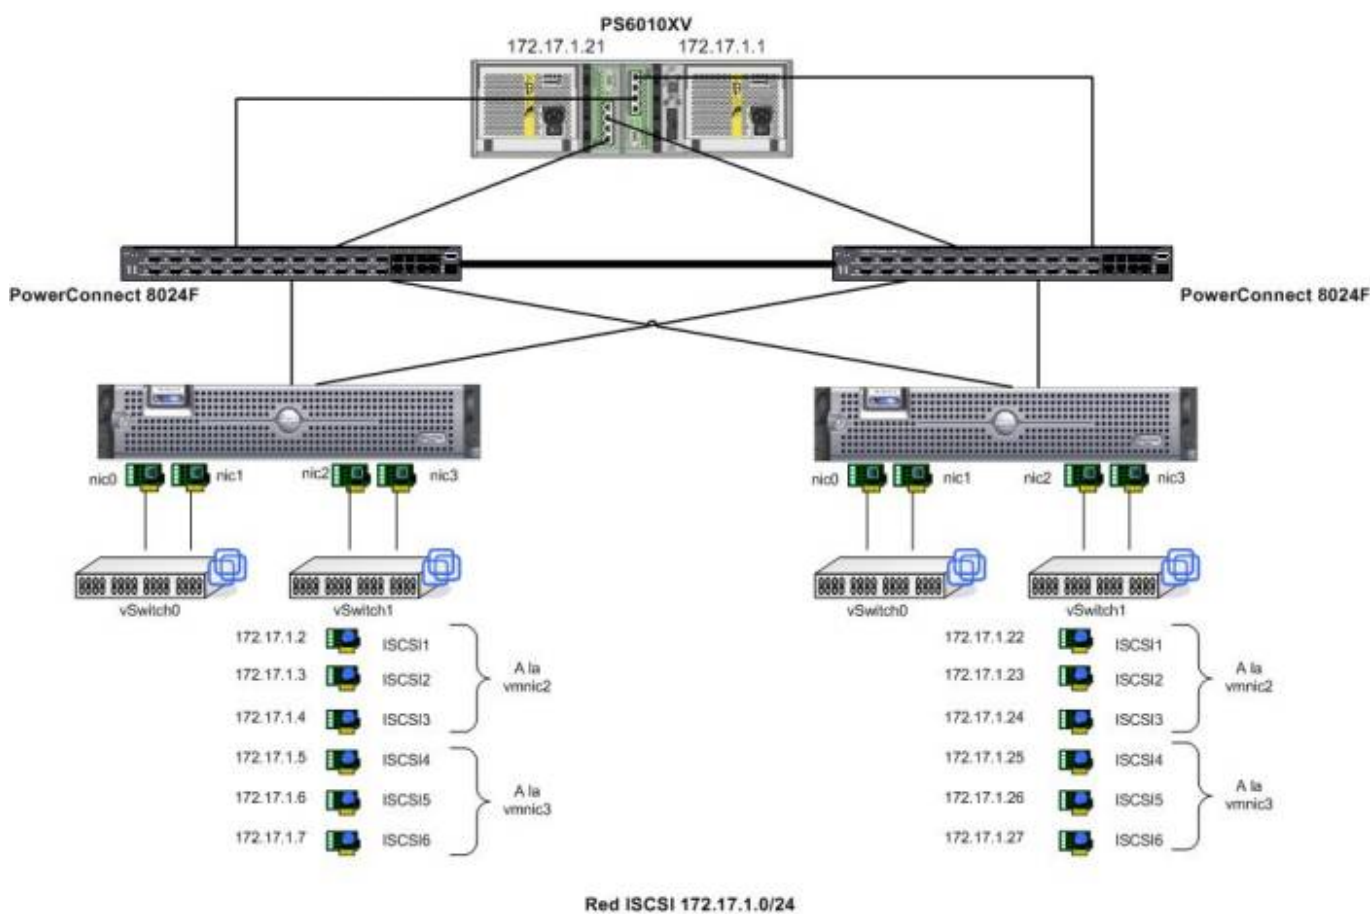 PS6010XV
172.17.1.21 172.17.1.1
PowerConnect 8024F
PowerConnect 8024F
nic0 nic1 nic2 nic3
nic0 nic1 nic2 nic3
vSwitch0 vSwitch1
vSwitch0 vSwitch1
172.17.1.2 ISCSI1
172.17.1.3 ISCSI2
172.17.1.4 ISCSI3
A la
vmnic2
172.17.1.5 ISCSI4
172.17.1.6 ISCSI5
172.17.1.7 ISCSI6
A la
vmnic3
172.17.1.22 ISCSI1
172.17.1.23 ISCSI2
172.17.1.24 ISCSI3
A la
vmnic2
172.17.1.25 ISCSI4
172.17.1.26 ISCSI5
172.17.1.27 ISCSI6
A la
vmnic3
Red ISCSI 172.17.1.0/24